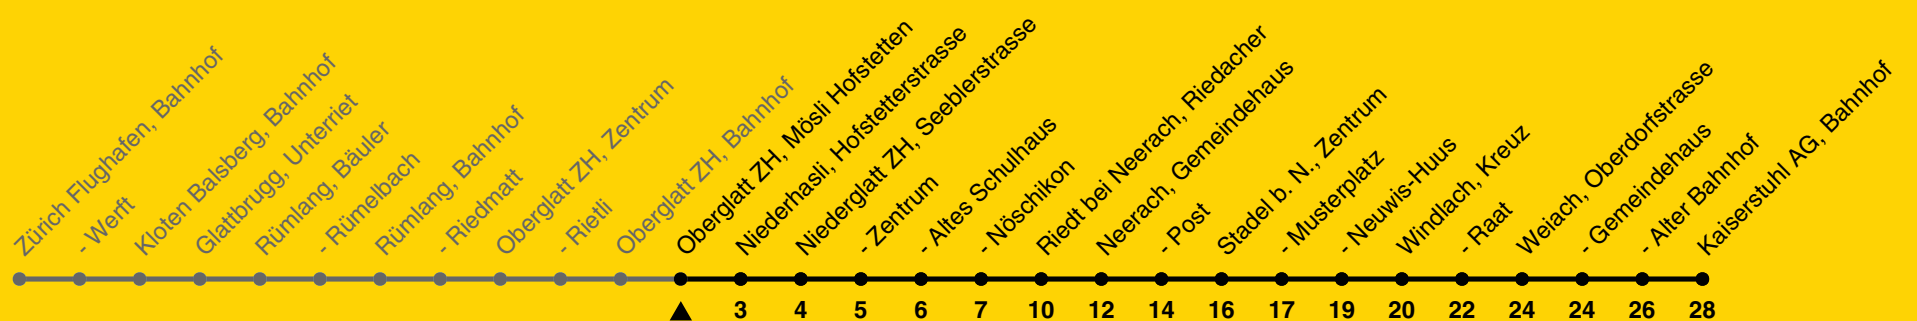 Zürich Flughafen, Bahnhof
- Werft
Kloten Balsberg, Bahnhof
Glattbrugg, Unterriet
Rümlang, Bäuler
- Rümelbach
Rümlang, Bahnhof
- Riedmatt
Oberglatt ZH, Zentrum
- Rietli
Oberglatt ZH, Bahnhof
Oberglatt ZH, Mösli Hofstetten
Niederhasli, Hofstetterstrasse
Niederglatt ZH, Seeblerstrasse
- Zentrum
- Altes Schulhaus
- Nöschikon
Riedt bei Neerach, Riedacher
Neerach, Gemeindehaus
- Post
Stadel b. N., Zentrum
- Musterplatz
- Neuwis-Huus
Windlach, Kreuz
- Raat
Weiach, Oberdorfstrasse
- Gemeindehaus
- Alter Bahnhof
Kaiserstuhl AG, Bahnhof
3 4 5 6 7 10 12 14 16 17 19 20 22 24 24 26 28